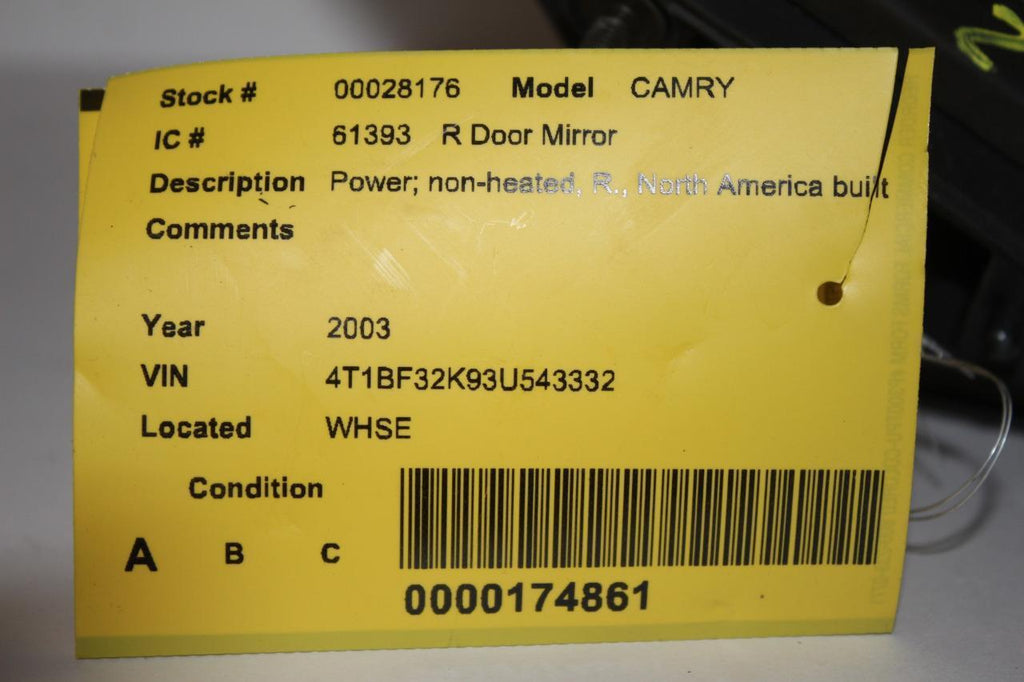 Stock # 00028176 Model CAMRY
IC # 61393 R Door Mirror
Description Power; non-heated, R., North America built
Comments
Year 2003
VIN 4T1BF32K93U543332
Located WHSE
Condition
A B C
0000174861